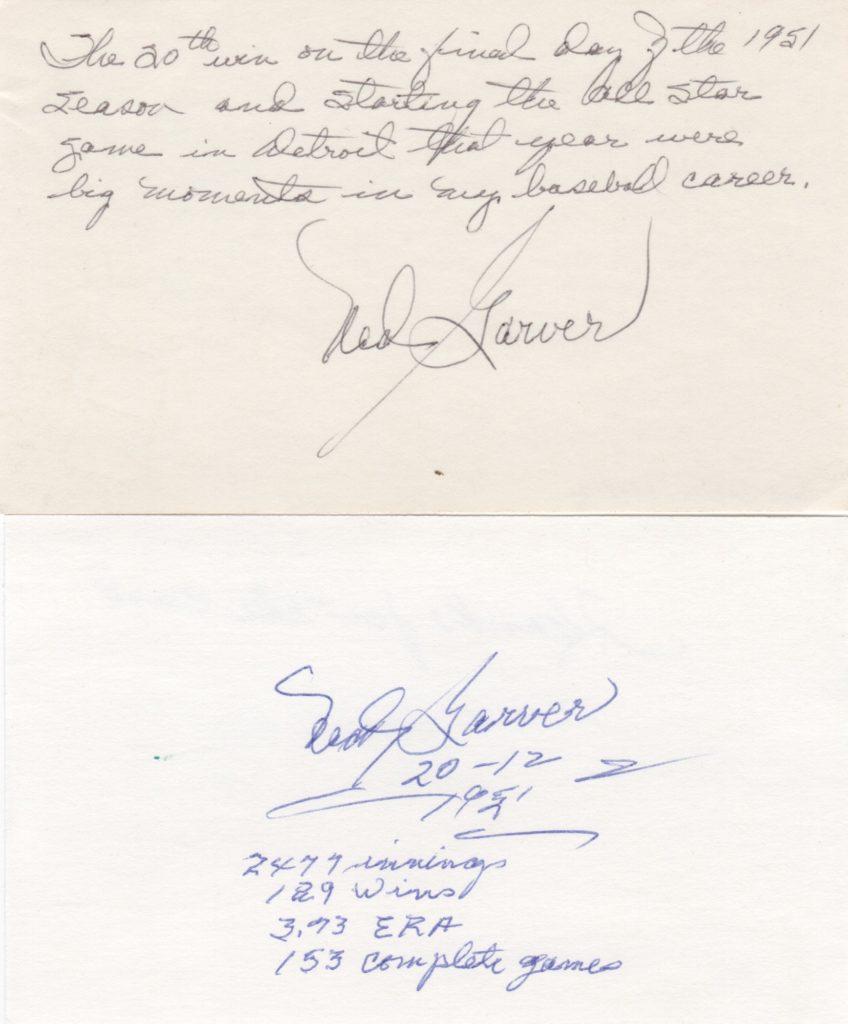 The 20th win on the final day of the 1951
season and starting the All Star
game in Detroit that year were
big moments in my baseball career.
Ned Garver
Ned Garver
20-12
1951
2477 innings
129 wins
3.73 ERA
153 complete games